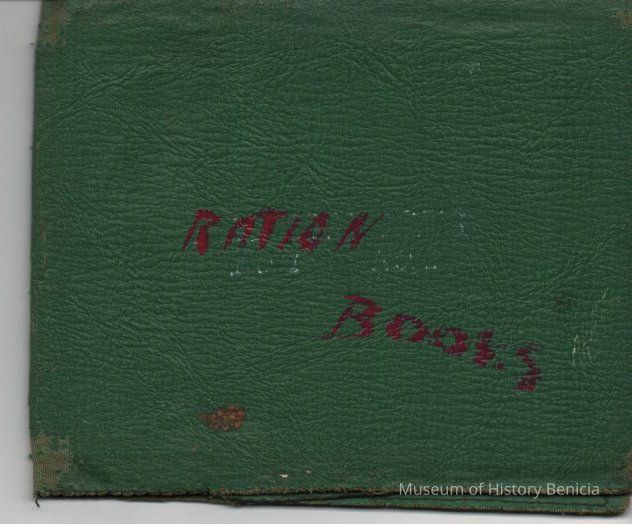 RATION
BOOKS
Museum of History Benicia